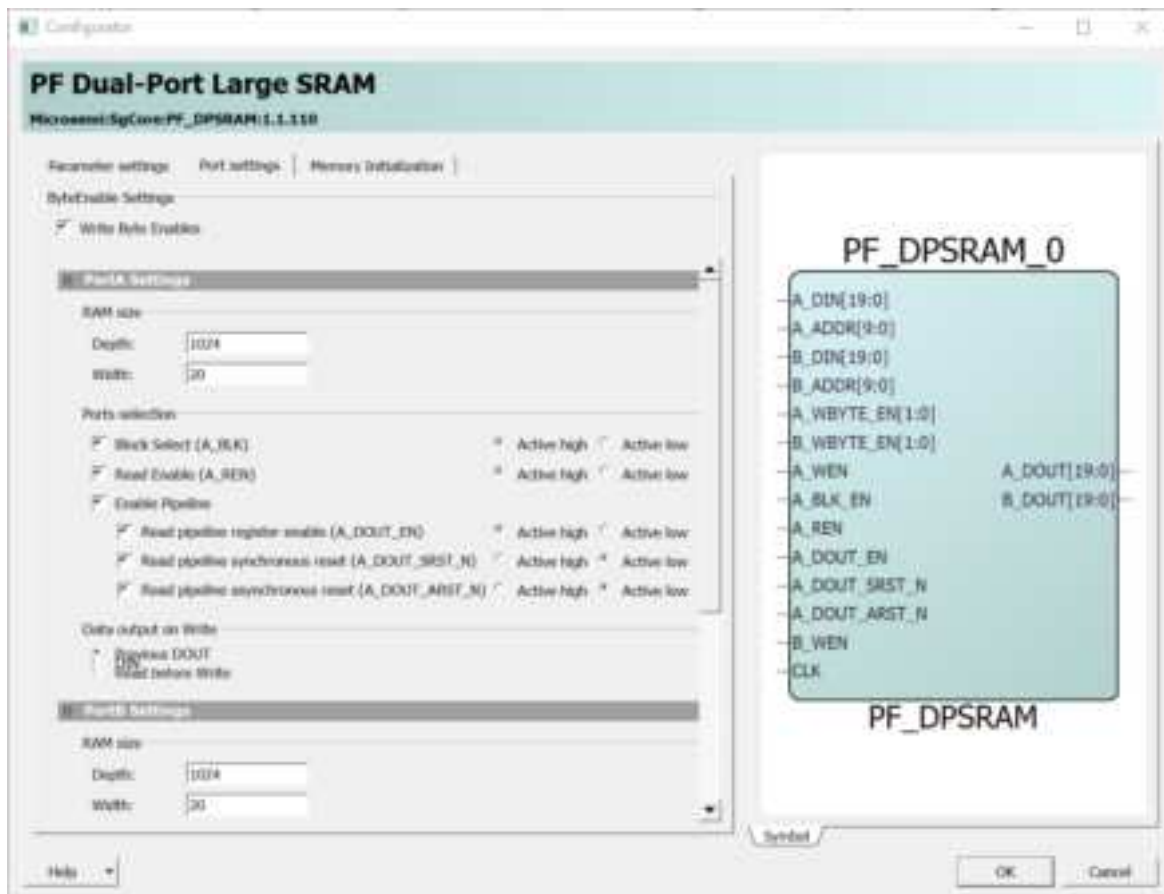 Configurator
PF Dual-Port Large SRAM
Microsemi:SgCore:PF_DPSRAM:1.1.110
Parameter settings
Port settings
Memory Initialization
ByteEnable Settings
Write Byte Enables
PortA Settings
RAM size
Depth: 1024
Width: 20
Ports selection
Block Select (A_BLK) Active high Active low
Read Enable (A_REN) Active high Active low
Enable Pipeline
Read pipeline register enable (A_DOUT_EN) Active high Active low
Read pipeline synchronous reset (A_DOUT_SRST_N) Active high Active low
Read pipeline asynchronous reset (A_DOUT_ARST_N) Active high Active low
Data output on Write
Previous DOUT
DIN
Read before Write
PortB Settings
RAM size
Depth: 1024
Width: 20
Help
PF_DPSRAM_0
A_DIN[19:0]
A_ADDR[9:0]
B_DIN[19:0]
B_ADDR[9:0]
A_WBYTE_EN[1:0]
B_WBYTE_EN[1:0]
A_WEN A_DOUT[19:0]
A_BLK_EN B_DOUT[19:0]
A_REN
A_DOUT_EN
A_DOUT_SRST_N
A_DOUT_ARST_N
B_WEN
CLK
PF_DPSRAM
Symbol
OK
Cancel